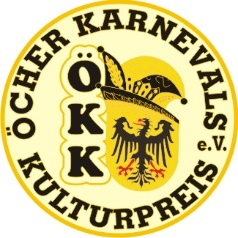 ÖCHER KARNEVALS
KULTURPREIS e.V.
ÖKK